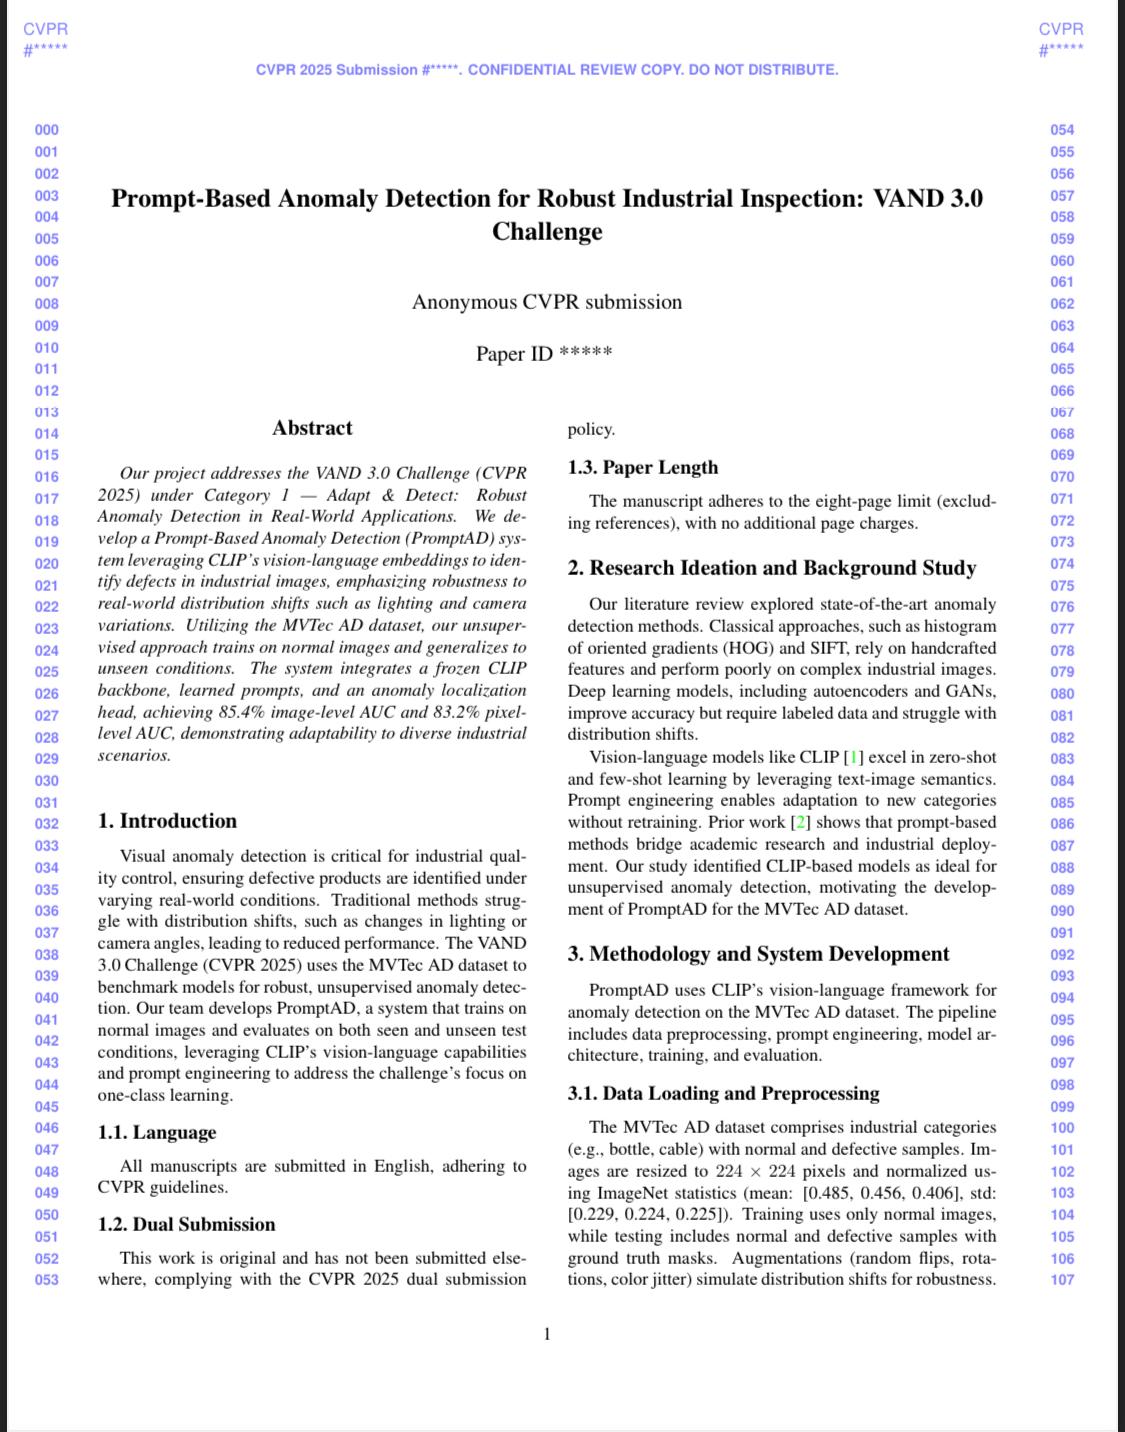 CVPR
#*****
CVPR
#*****
CVPR 2025 Submission #*****. CONFIDENTIAL REVIEW COPY. DO NOT DISTRIBUTE.
Prompt-Based Anomaly Detection for Robust Industrial Inspection: VAND 3.0
Challenge
Anonymous CVPR submission
Paper ID *****
000
001
002
003
004
005
006
007
008
009
010
011
012
013
014
015
016
017
018
019
020
021
022
023
024
025
026
027
028
029
030
031
032
033
034
035
036
037
038
039
040
041
042
043
044
045
046
047
048
049
050
051
052
053
Abstract
Our project addresses the VAND 3.0 Challenge (CVPR
2025) under Category 1 — Adapt & Detect: Robust
Anomaly Detection in Real-World Applications. We de-
velop a Prompt-Based Anomaly Detection (PromptAD) sys-
tem leveraging CLIP's vision-language embeddings to iden-
tify defects in industrial images, emphasizing robustness to
real-world distribution shifts such as lighting and camera
variations. Utilizing the MVTec AD dataset, our unsuper-
vised approach trains on normal images and generalizes to
unseen conditions. The system integrates a frozen CLIP
backbone, learned prompts, and an anomaly localization
head, achieving 85.4% image-level AUC and 83.2% pixel-
level AUC, demonstrating adaptability to diverse industrial
scenarios.
1. Introduction
Visual anomaly detection is critical for industrial qual-
ity control, ensuring defective products are identified under
varying real-world conditions. Traditional methods strug-
gle with distribution shifts, such as changes in lighting or
camera angles, leading to reduced performance. The VAND
3.0 Challenge (CVPR 2025) uses the MVTec AD dataset to
benchmark models for robust, unsupervised anomaly detec-
tion. Our team develops PromptAD, a system that trains on
normal images and evaluates on both seen and unseen test
conditions, leveraging CLIP's vision-language capabilities
and prompt engineering to address the challenge's focus on
one-class learning.
1.1. Language
All manuscripts are submitted in English, adhering to
CVPR guidelines.
1.2. Dual Submission
This work is original and has not been submitted else-
where, complying with the CVPR 2025 dual submission
policy.
1.3. Paper Length
The manuscript adheres to the eight-page limit (exclud-
ing references), with no additional page charges.
2. Research Ideation and Background Study
Our literature review explored state-of-the-art anomaly
detection methods. Classical approaches, such as histogram
of oriented gradients (HOG) and SIFT, rely on handcrafted
features and perform poorly on complex industrial images.
Deep learning models, including autoencoders and GANs,
improve accuracy but require labeled data and struggle with
distribution shifts.
Vision-language models like CLIP [1] excel in zero-shot
and few-shot learning by leveraging text-image semantics.
Prompt engineering enables adaptation to new categories
without retraining. Prior work [2] shows that prompt-based
methods bridge academic research and industrial deploy-
ment. Our study identified CLIP-based models as ideal for
unsupervised anomaly detection, motivating the develop-
ment of PromptAD for the MVTec AD dataset.
3. Methodology and System Development
PromptAD uses CLIP's vision-language framework for
anomaly detection on the MVTec AD dataset. The pipeline
includes data preprocessing, prompt engineering, model ar-
chitecture, training, and evaluation.
3.1. Data Loading and Preprocessing
The MVTec AD dataset comprises industrial categories
(e.g., bottle, cable) with normal and defective samples. Im-
ages are resized to 224 × 224 pixels and normalized us-
ing ImageNet statistics (mean: [0.485, 0.456, 0.406], std:
[0.229, 0.224, 0.225]). Training uses only normal images,
while testing includes normal and defective samples with
ground truth masks. Augmentations (random flips, rota-
tions, color jitter) simulate distribution shifts for robustness.
054
055
056
057
058
059
060
061
062
063
064
065
066
067
068
069
070
071
072
073
074
075
076
077
078
079
080
081
082
083
084
085
086
087
088
089
090
091
092
093
094
095
096
097
098
099
100
101
102
103
104
105
106
107
1